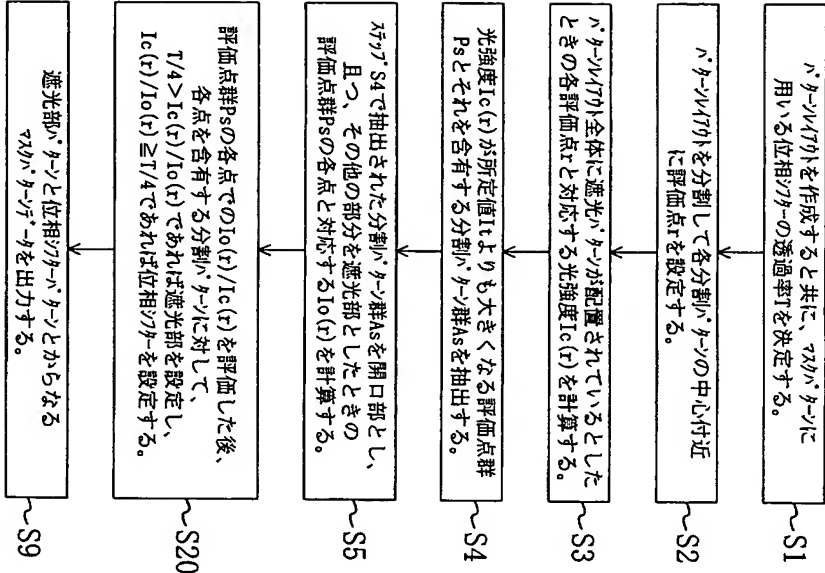 パターンレイアウトを作成すると共に、マスクパターンに
用いる位相シフターの透過率Tを決定する。
S1
パターンレイアウトを分割して各分割パターンの中心付近
に評価点rを設定する。
S2
パターンレイアウト全体に遮光パターンが配置されているとした
ときの各評価点rと対応する光強度Ic(r)を計算する。
S3
光強度Ic(r)が所定値Itよりも大きくなる評価点群
Psとそれを含有する分割パターン群Asを抽出する。
S4
ステップS4で抽出された分割パターン群Asを開口部とし、
且つ、その他の部分を遮光部としたときの
評価点群Psの各点と対応するIo(r)を計算する。
S5
評価点群Psの各点でのIo(r)/Ic(r)を評価した後、
各点を含有する分割パターンに対して、
T/4>Ic(r)/Io(r)であれば遮光部を設定し、
Ic(r)/Io(r)≧T/4であれば位相シフターを設定する。
S20
遮光部パターンと位相シフターパターンとからなる
マスクパターンデータを出力する。
S9